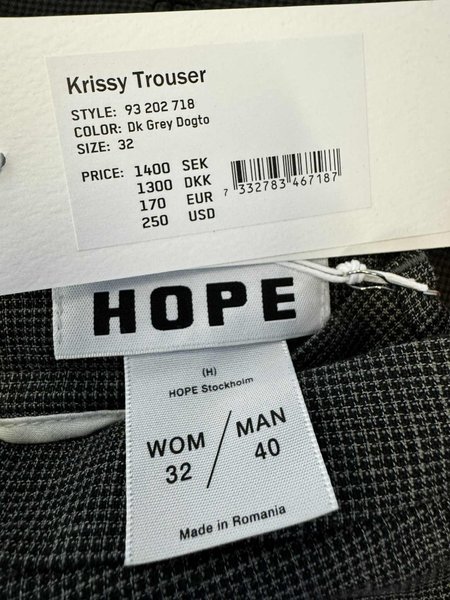 Krissy Trouser
STYLE: 93 202 718
COLOR: Dk Grey Dogto
SIZE: 32
PRICE: 1400 SEK
1300 DKK
170 EUR
250 USD
7 332783 467187
HOPE
(H)
HOPE Stockholm
WOM / MAN
32 / 40
Made in Romania